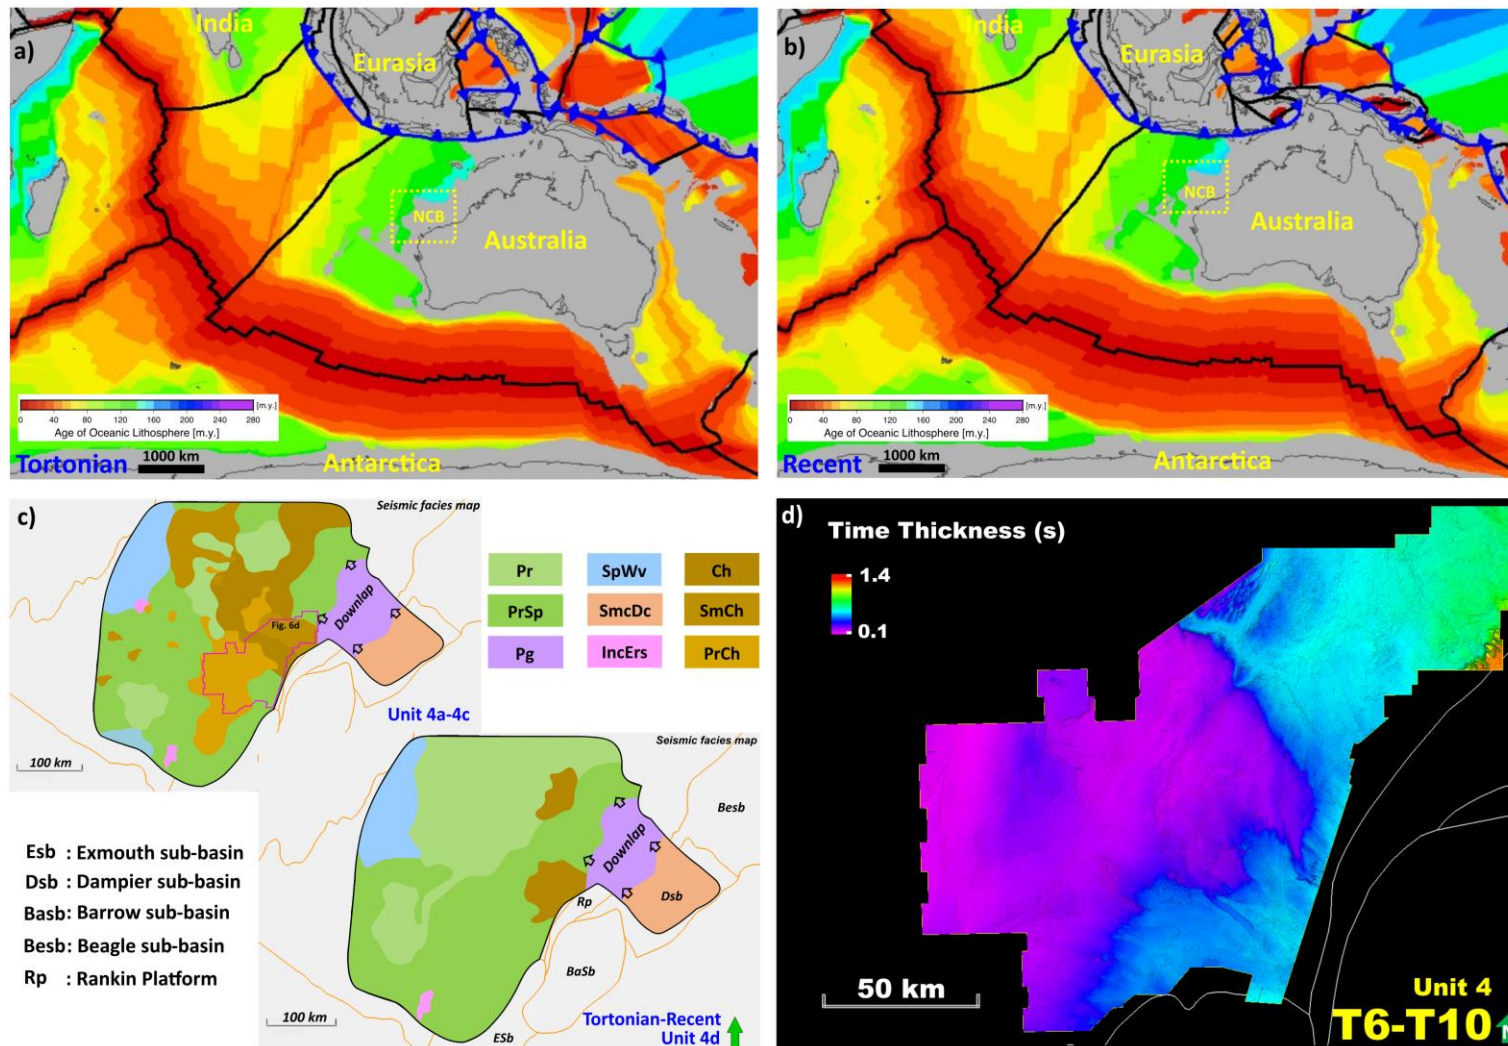 a)
India
Eurasia
NCB
Australia
0 40 80 120 160 200 240 280 [m.y.]
Age of Oceanic Lithosphere [m.y.]
Tortonian
1000 km
Antarctica
b)
India
Eurasia
NCB
Australia
0 40 80 120 160 200 240 280 [m.y.]
Age of Oceanic Lithosphere [m.y.]
Recent
1000 km
Antarctica
c)
Seismic facies map
Downlap
Fig. 6d
Unit 4a-4c
100 km
Pr SpWv Ch
PrSp SmcDc SmCh
Pg IncErs PrCh
Seismic facies map
Besb
Downlap
Dsb
Rp
BaSb
ESb
100 km
Tortonian-Recent
Unit 4d
Esb : Exmouth sub-basin
Dsb : Dampier sub-basin
Basb : Barrow sub-basin
Besb : Beagle sub-basin
Rp : Rankin Platform
d)
Time Thickness (s)
1.4
0.1
50 km
Unit 4
T6-T10
N